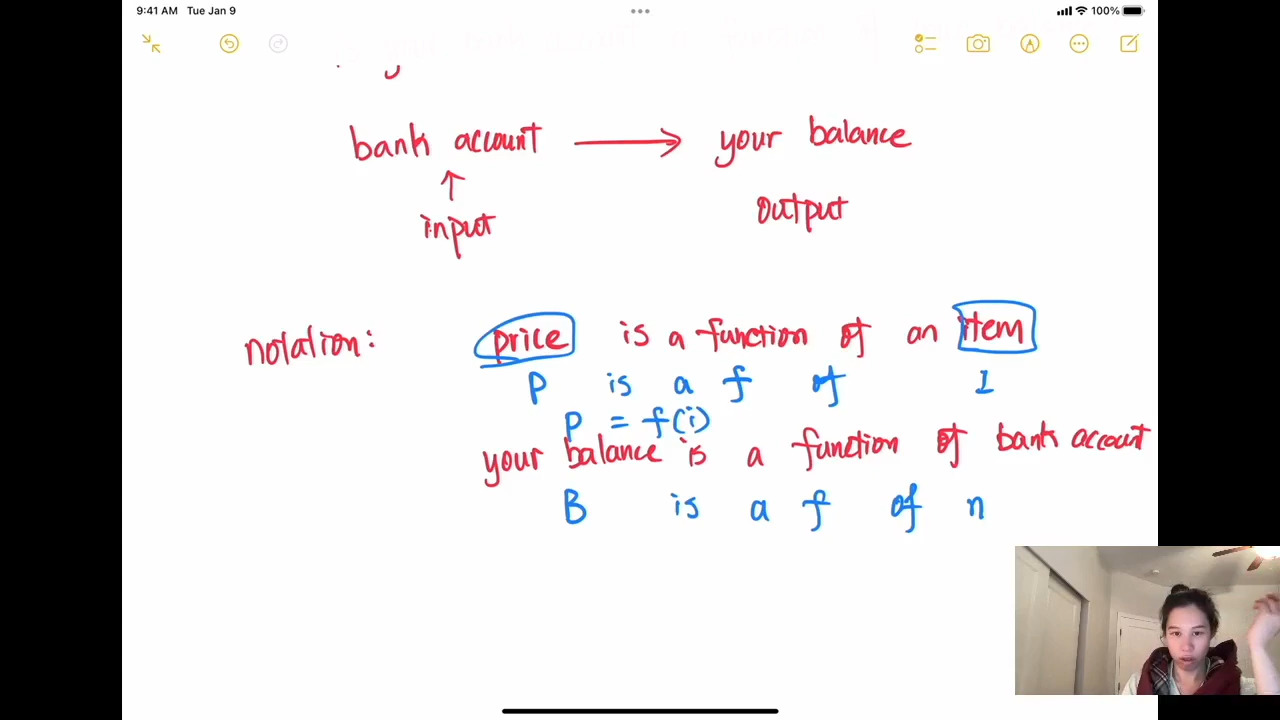 9:41 AM Tue Jan 9
100%
bank account → your balance
↑
input output
notation: price is a function of an item
P is a f of I
P = f(i)
your balance is a function of bank account
B is a f of n